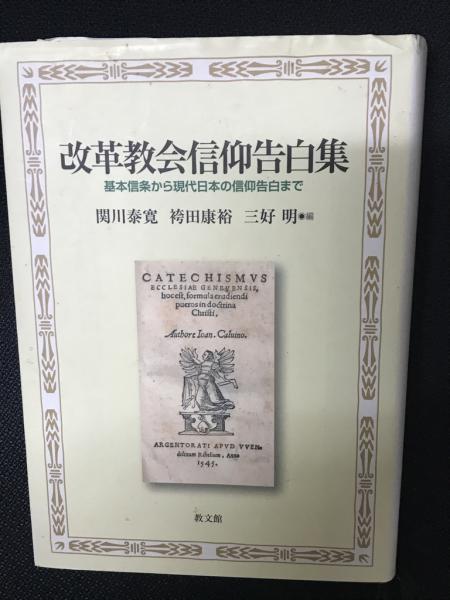 改革教会信仰告白集
基本信条から現代日本の信仰告白まで
関川泰寛 袴田康裕 三好 明●編
CATECHISMVS
ECCLESIAE GENEVENSIS,
hoc est, formula erudiendi
pueros in doctrina
Christi.
Authore Ioan. Caluino.
ARGENTORATI APVD VVEN-
delinum Rihelium. Anno
1545.
教文館